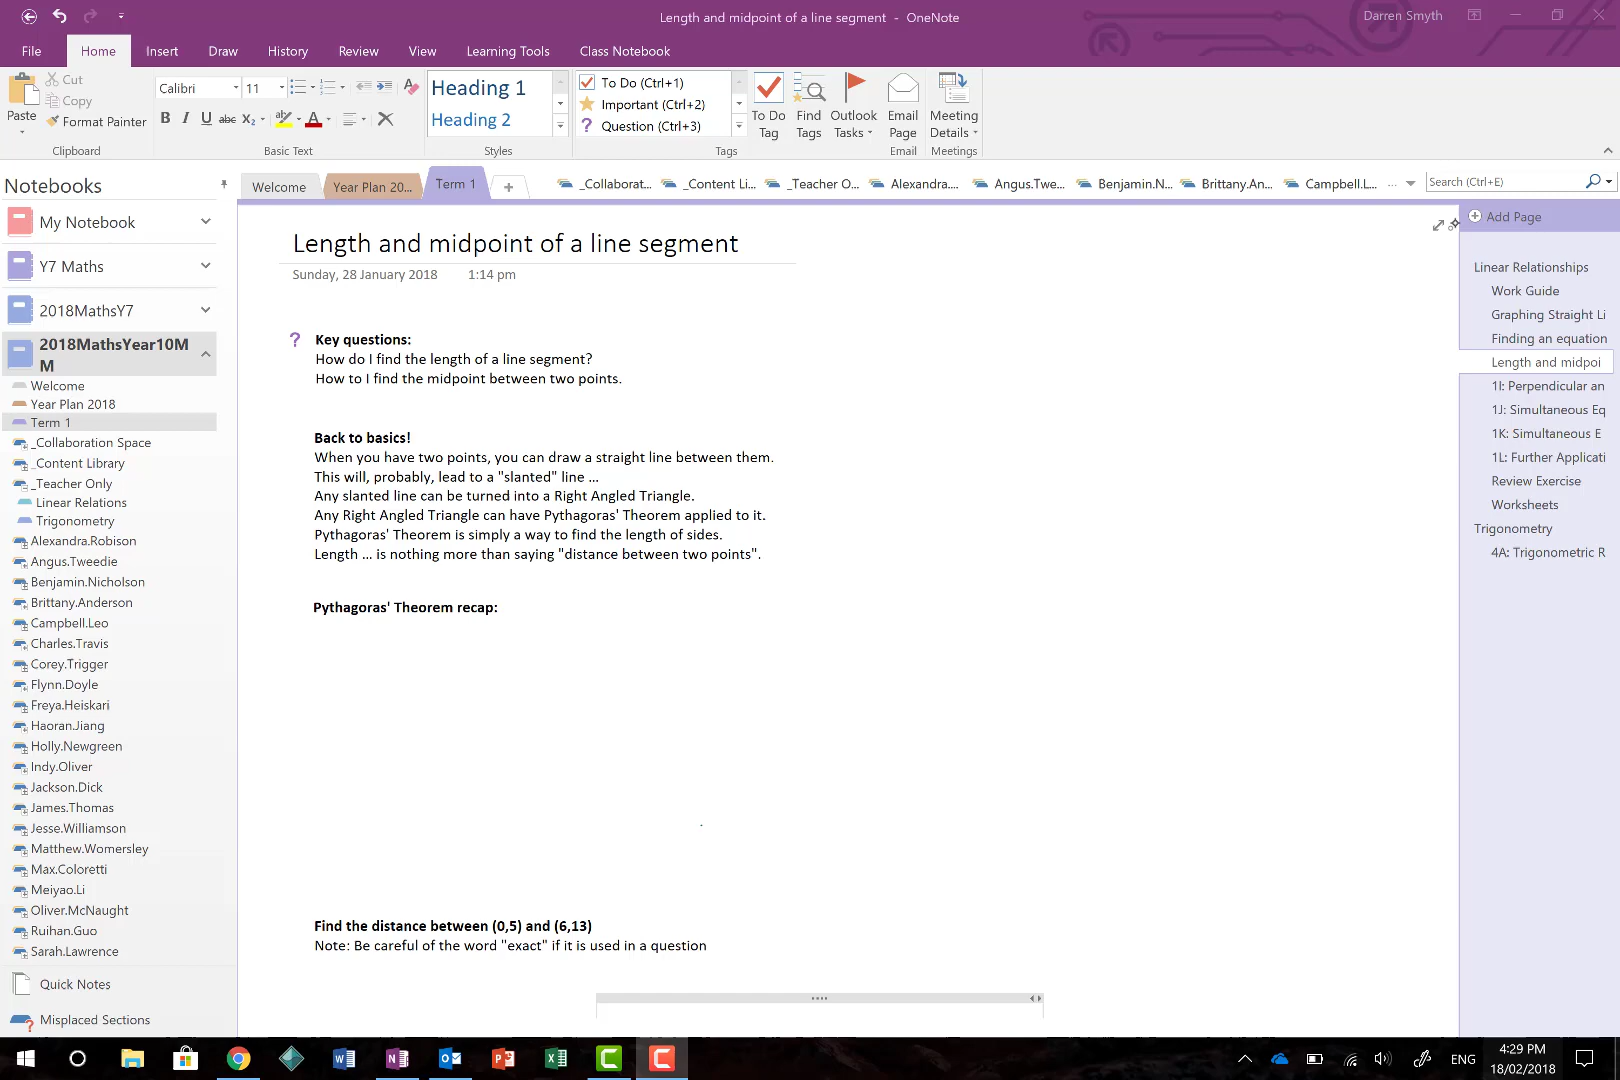 Length and midpoint of a line segment - OneNote
Darren Smyth
File Home Insert Draw History Review View Learning Tools Class Notebook
Paste
Cut
Copy
Format Painter
Clipboard
Calibri 11
B I U abc X₂ A
Basic Text
Heading 1
Heading 2
Styles
To Do (Ctrl+1)
Important (Ctrl+2)
Question (Ctrl+3)
Tags
To Do Tag
Find Tags
Outlook Tasks
Email Page
Email
Meeting Details
Meetings
Notebooks
Welcome Year Plan 20... Term 1 + _Collaborat... _Content Li... _Teacher O... Alexandra.... Angus.Twe... Benjamin.N... Brittany.An... Campbell.L... ... Search (Ctrl+E)
My Notebook
Y7 Maths
2018MathsY7
2018MathsYear10M
M
Welcome
Year Plan 2018
Term 1
_Collaboration Space
_Content Library
_Teacher Only
Linear Relations
Trigonometry
Alexandra.Robison
Angus.Tweedie
Benjamin.Nicholson
Brittany.Anderson
Campbell.Leo
Charles.Travis
Corey.Trigger
Flynn.Doyle
Freya.Heiskari
Haoran.Jiang
Holly.Newgreen
Indy.Oliver
Jackson.Dick
James.Thomas
Jesse.Williamson
Matthew.Womersley
Max.Coloretti
Meiyao.Li
Oliver.McNaught
Ruihan.Guo
Sarah.Lawrence
Quick Notes
Misplaced Sections
Length and midpoint of a line segment
Sunday, 28 January 2018 1:14 pm
? Key questions:
How do I find the length of a line segment?
How to I find the midpoint between two points.
Back to basics!
When you have two points, you can draw a straight line between them.
This will, probably, lead to a "slanted" line ...
Any slanted line can be turned into a Right Angled Triangle.
Any Right Angled Triangle can have Pythagoras' Theorem applied to it.
Pythagoras' Theorem is simply a way to find the length of sides.
Length ... is nothing more than saying "distance between two points".
Pythagoras' Theorem recap:
Find the distance between (0,5) and (6,13)
Note: Be careful of the word "exact" if it is used in a question
Add Page
Linear Relationships
Work Guide
Graphing Straight Li
Finding an equation
Length and midpoi
1I: Perpendicular an
1J: Simultaneous Eq
1K: Simultaneous E
1L: Further Applicati
Review Exercise
Worksheets
Trigonometry
4A: Trigonometric R
ENG
4:29 PM
18/02/2018